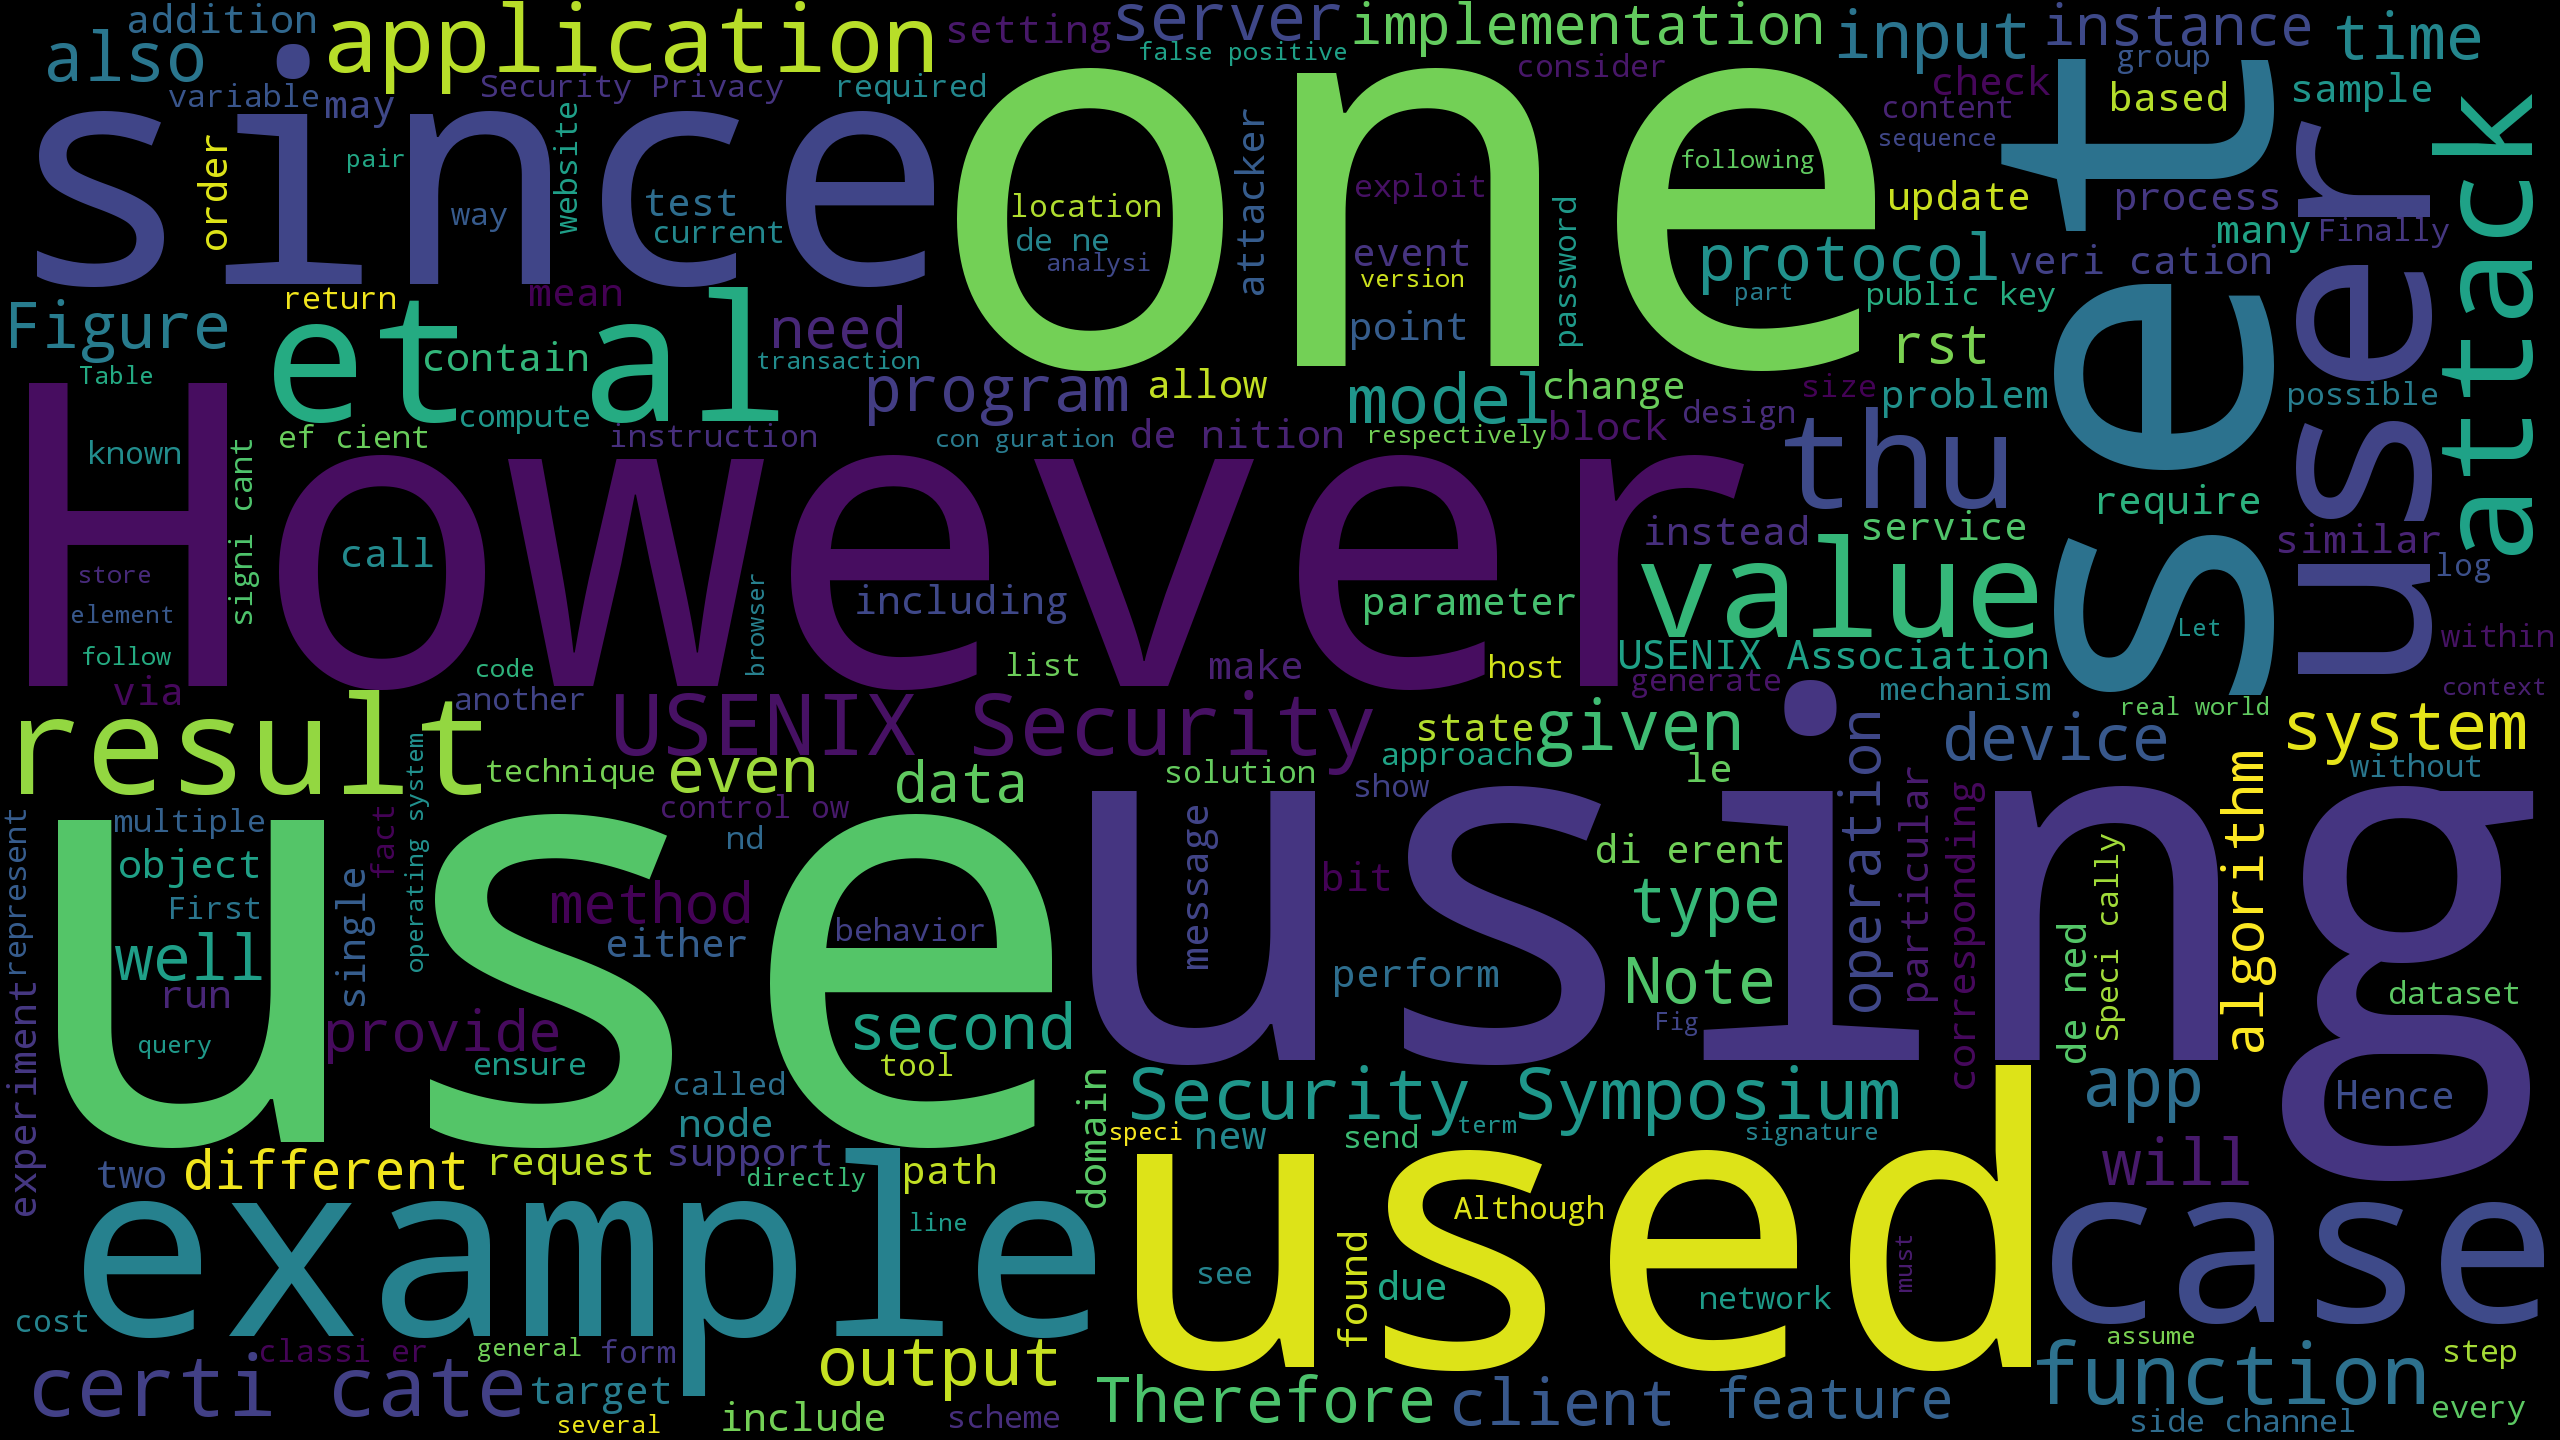 addition
also
application
setting
server
false positive
implementation
input
instance
time
variable
may
Security Privacy
required
consider
check
group
content
based
sample
sequence
since
one
set
user
attack
order
pair
way
website
test
current
location
de ne
analysi
attacker
exploit
event
version
point
password
following
update
protocol
part
public key
process
many
Finally
veri cation
Figure
return
et al
mean
need
contain
transaction
compute
Table
program
allow
model
change
rst
size
problem
possible
known
signi cant
ef cient
instruction
con guration
de nition
respectively
block
design
thu
require
However
call
store
element
follow
via
including
browser
code
another
list
make
parameter
host
instead
service
value
similar
log
Let
within
context
USENIX Association
generate
mechanism
real world
result
USENIX Security
state
given
approach
operation
device
system
without
technique
even
data
solution
show
le
control ow
nd
multiple
object
First
well
run
query
fact
single
operating system
represent
experiment
use
method
either
behavior
message
bit
di erent
type
Note
perform
Fig
using
particular
corresponding
de ned
Speci cally
algorithm
dataset
provide
ensure
second
tool
called
node
support
directly
path
domain
Security Symposium
speci
new
send
term
signature
app
Hence
will
two
different
request
example
line
used
Although
see
found
due
network
must
case
cost
classi er
general
form
certi cate
target
several
output
include
scheme
Therefore
client
feature
assume
function
step
side channel
every